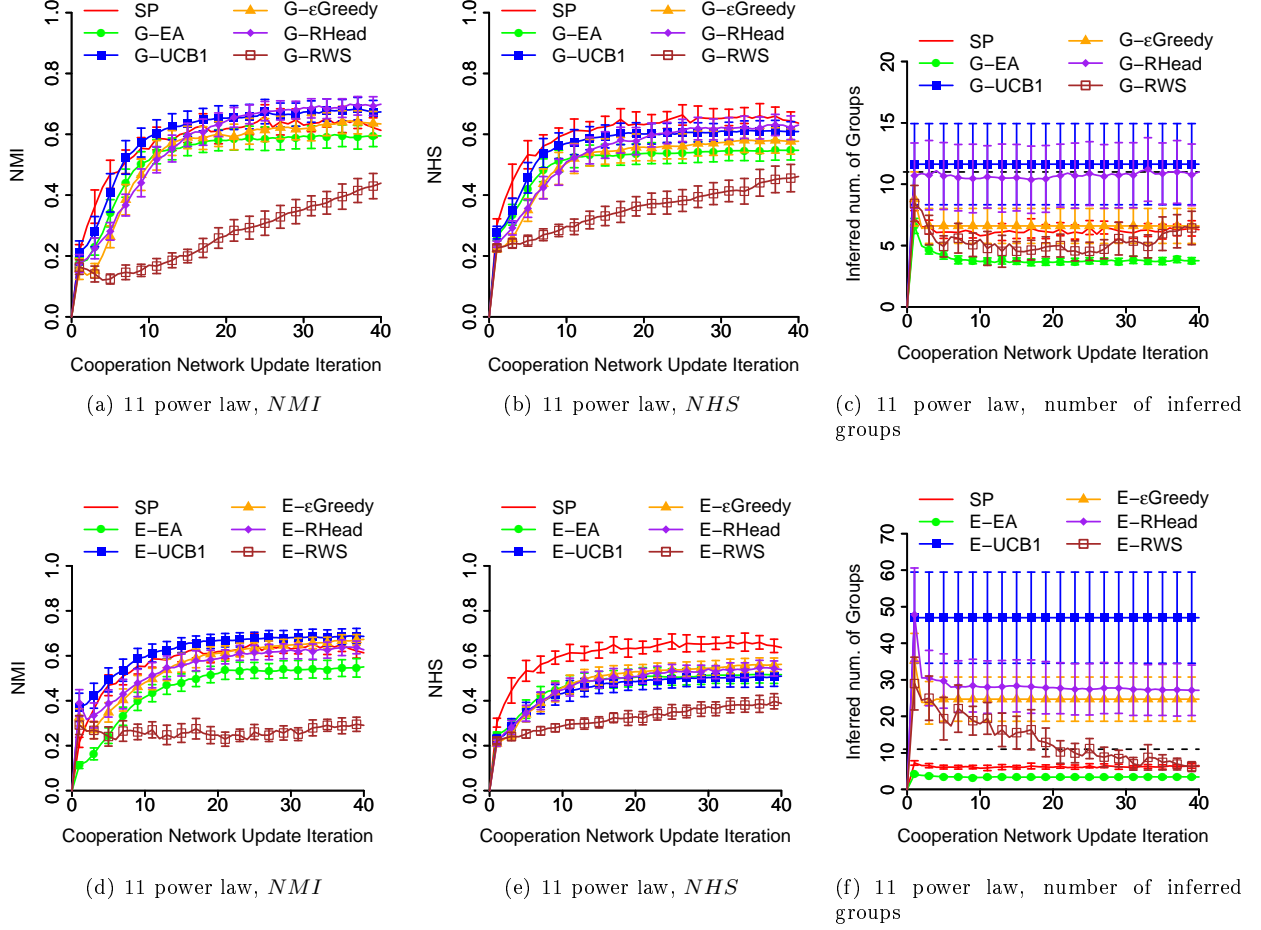 SP
G−EA
G−UCB1
G−εGreedy
G−RHead
G−RWS
NMI
0.0 0.2 0.4 0.6 0.8 1.0
0 10 20 30 40
Cooperation Network Update Iteration
(a) 11 power law, NMI
SP
G−EA
G−UCB1
G−εGreedy
G−RHead
G−RWS
NHS
0.0 0.2 0.4 0.6 0.8 1.0
0 10 20 30 40
Cooperation Network Update Iteration
(b) 11 power law, NHS
SP
G−EA
G−UCB1
G−εGreedy
G−RHead
G−RWS
Inferred num. of Groups
0 5 10 15 20
0 10 20 30 40
Cooperation Network Update Iteration
(c) 11 power law, number of inferred
groups
SP
E−EA
E−UCB1
E−εGreedy
E−RHead
E−RWS
NMI
0.0 0.2 0.4 0.6 0.8 1.0
0 10 20 30 40
Cooperation Network Update Iteration
(d) 11 power law, NMI
SP
E−EA
E−UCB1
E−εGreedy
E−RHead
E−RWS
NHS
0.0 0.2 0.4 0.6 0.8 1.0
0 10 20 30 40
Cooperation Network Update Iteration
(e) 11 power law, NHS
SP
E−EA
E−UCB1
E−εGreedy
E−RHead
E−RWS
Inferred num. of Groups
0 10 20 30 40 50 60 70
0 10 20 30 40
Cooperation Network Update Iteration
(f) 11 power law, number of inferred
groups